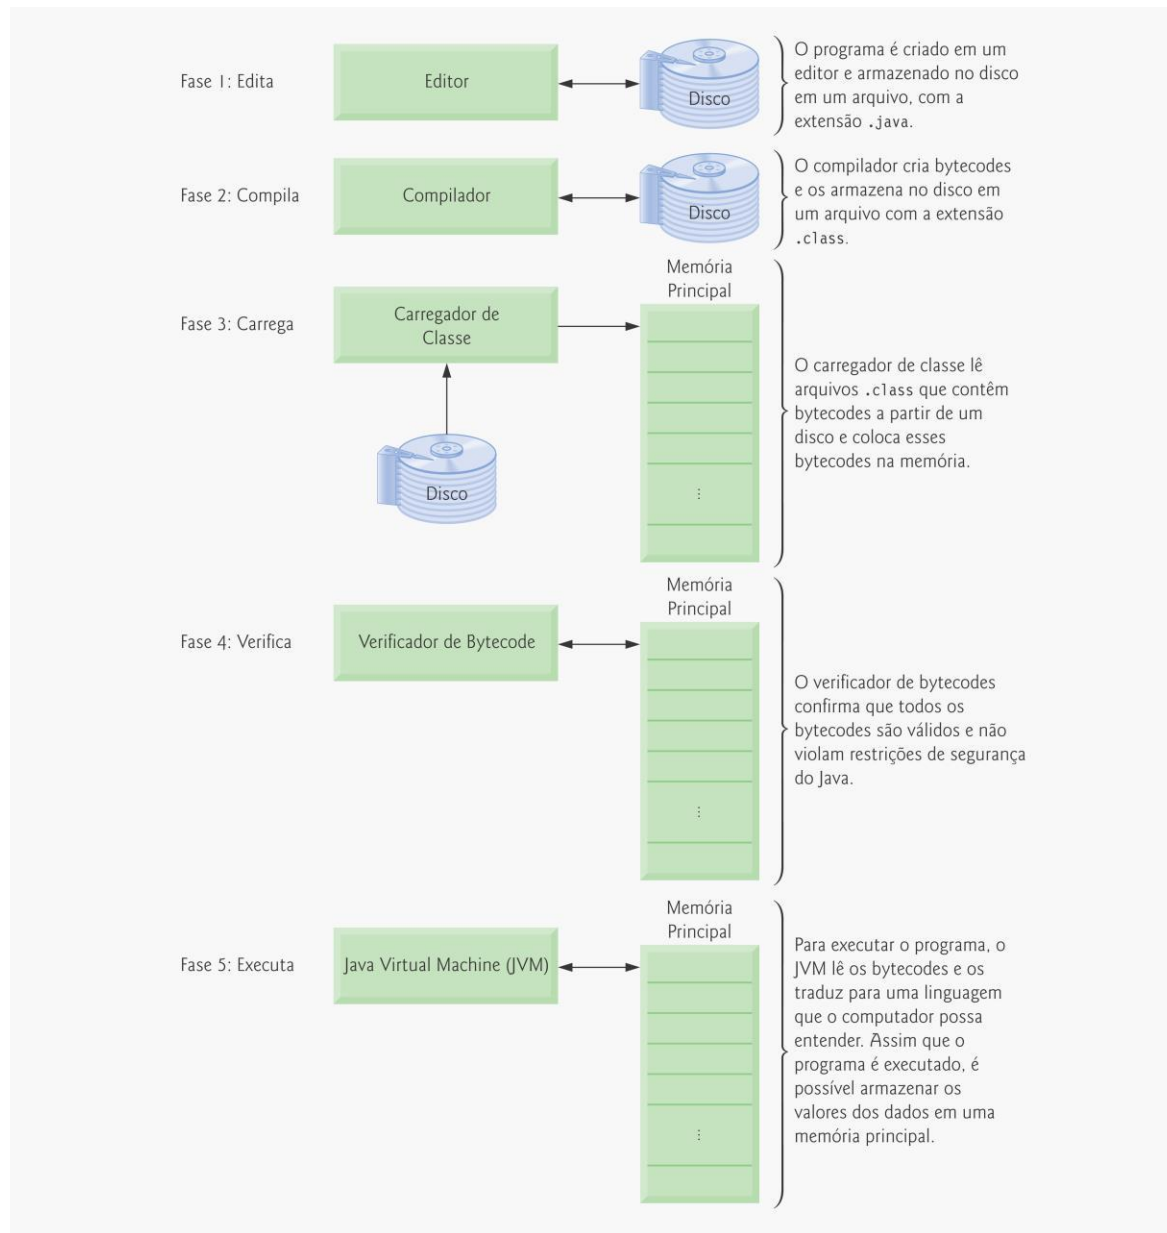 Fase 1: Edita
Editor
Disco
O programa é criado em um
editor e armazenado no disco
em um arquivo, com a
extensão .java.
Fase 2: Compila
Compilador
Disco
O compilador cria bytecodes
e os armazena no disco em
um arquivo com a extensão
.class.
Fase 3: Carrega
Carregador de
Classe
Disco
Memória
Principal
⋮
O carregador de classe lê
arquivos .class que contêm
bytecodes a partir de um
disco e coloca esses
bytecodes na memória.
Fase 4: Verifica
Verificador de Bytecode
Memória
Principal
⋮
O verificador de bytecodes
confirma que todos os
bytecodes são válidos e não
violam restrições de segurança
do Java.
Fase 5: Executa
Java Virtual Machine (JVM)
Memória
Principal
⋮
Para executar o programa, o
JVM lê os bytecodes e os
traduz para uma linguagem
que o computador possa
entender. Assim que o
programa é executado, é
possível armazenar os
valores dos dados em uma
memória principal.